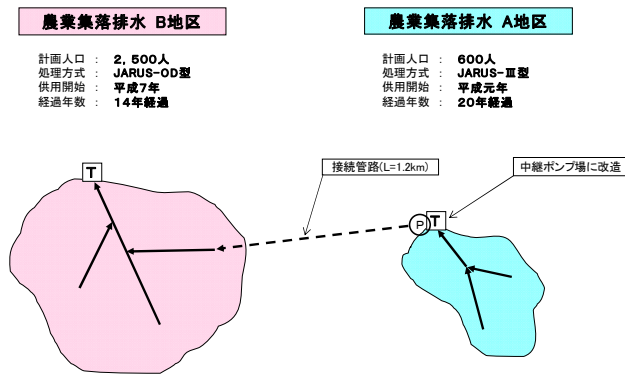 農業集落排水 B地区
計画人口 : 2,500人
処理方式 : JARUS-OD型
供用開始 : 平成7年
経過年数 : 14年経過
農業集落排水 A地区
計画人口 : 600人
処理方式 : JARUS-Ⅲ型
供用開始 : 平成元年
経過年数 : 20年経過
接続管路(L=1.2km)
中継ポンプ場に改造
T
P
T